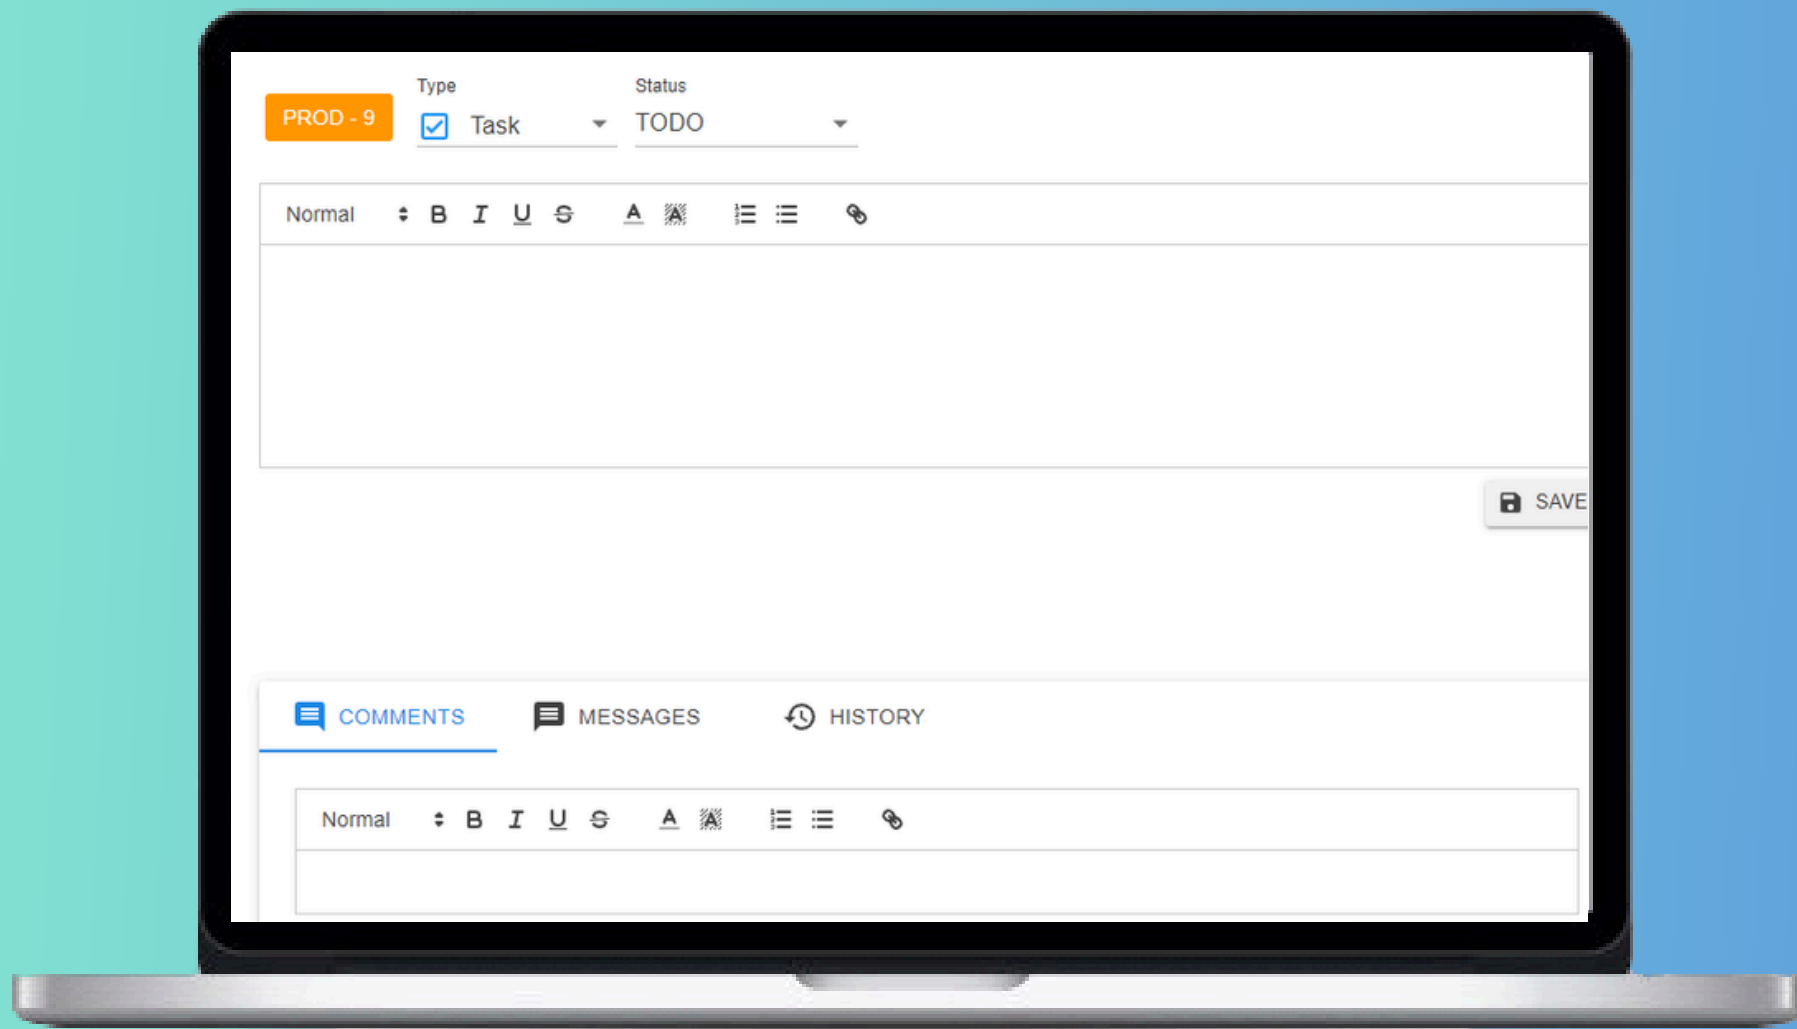 Type Status
PROD - 9 Task TODO
Normal B I U S A A
SAVE
COMMENTS MESSAGES HISTORY
Normal B I U S A A